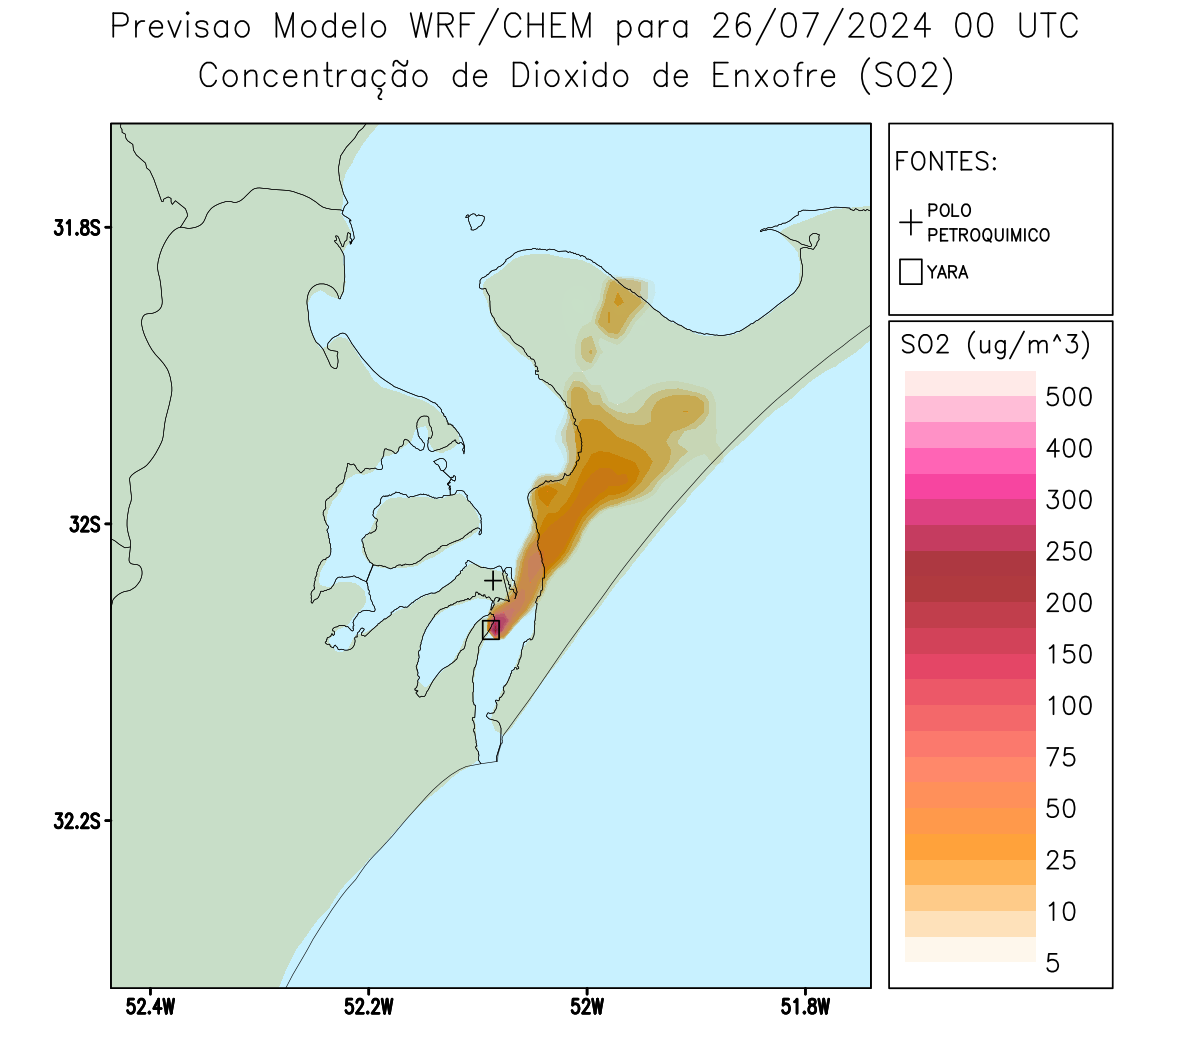 Previsao Modelo WRF/CHEM para 26/07/2024 00 UTC
Concentração de Dioxido de Enxofre (SO2)
FONTES:
POLO
PETROQUIMICO
YARA
31.8S
32S
32.2S
52.4W
52.2W
52W
51.8W
SO2 (ug/m^3)
500
400
300
250
200
150
100
75
50
25
10
5